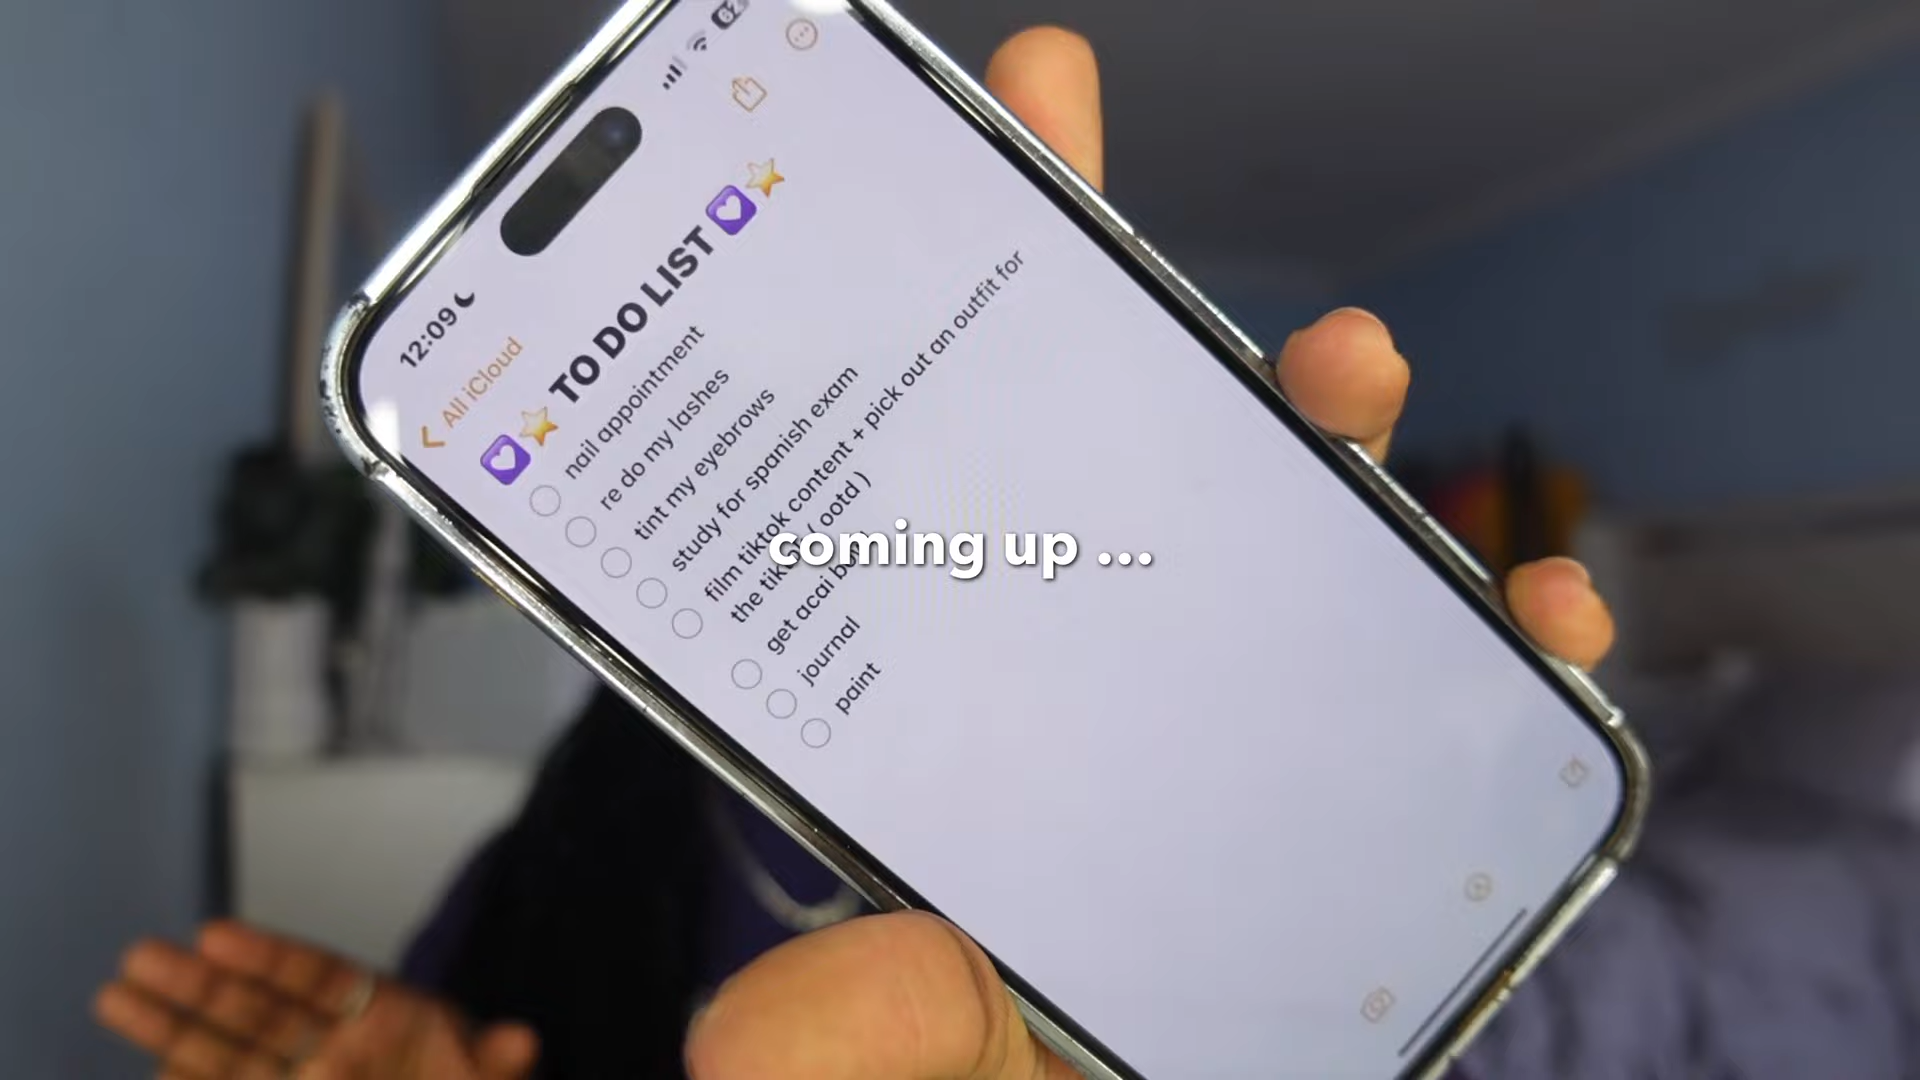 12:09
62
All iCloud
💜⭐ TO DO LIST 💜⭐
nail appointment
re do my lashes
tint my eyebrows
study for spanish exam
film tiktok content + pick out an outfit for
the ( ootd )
get acai
journal
paint
coming up ...